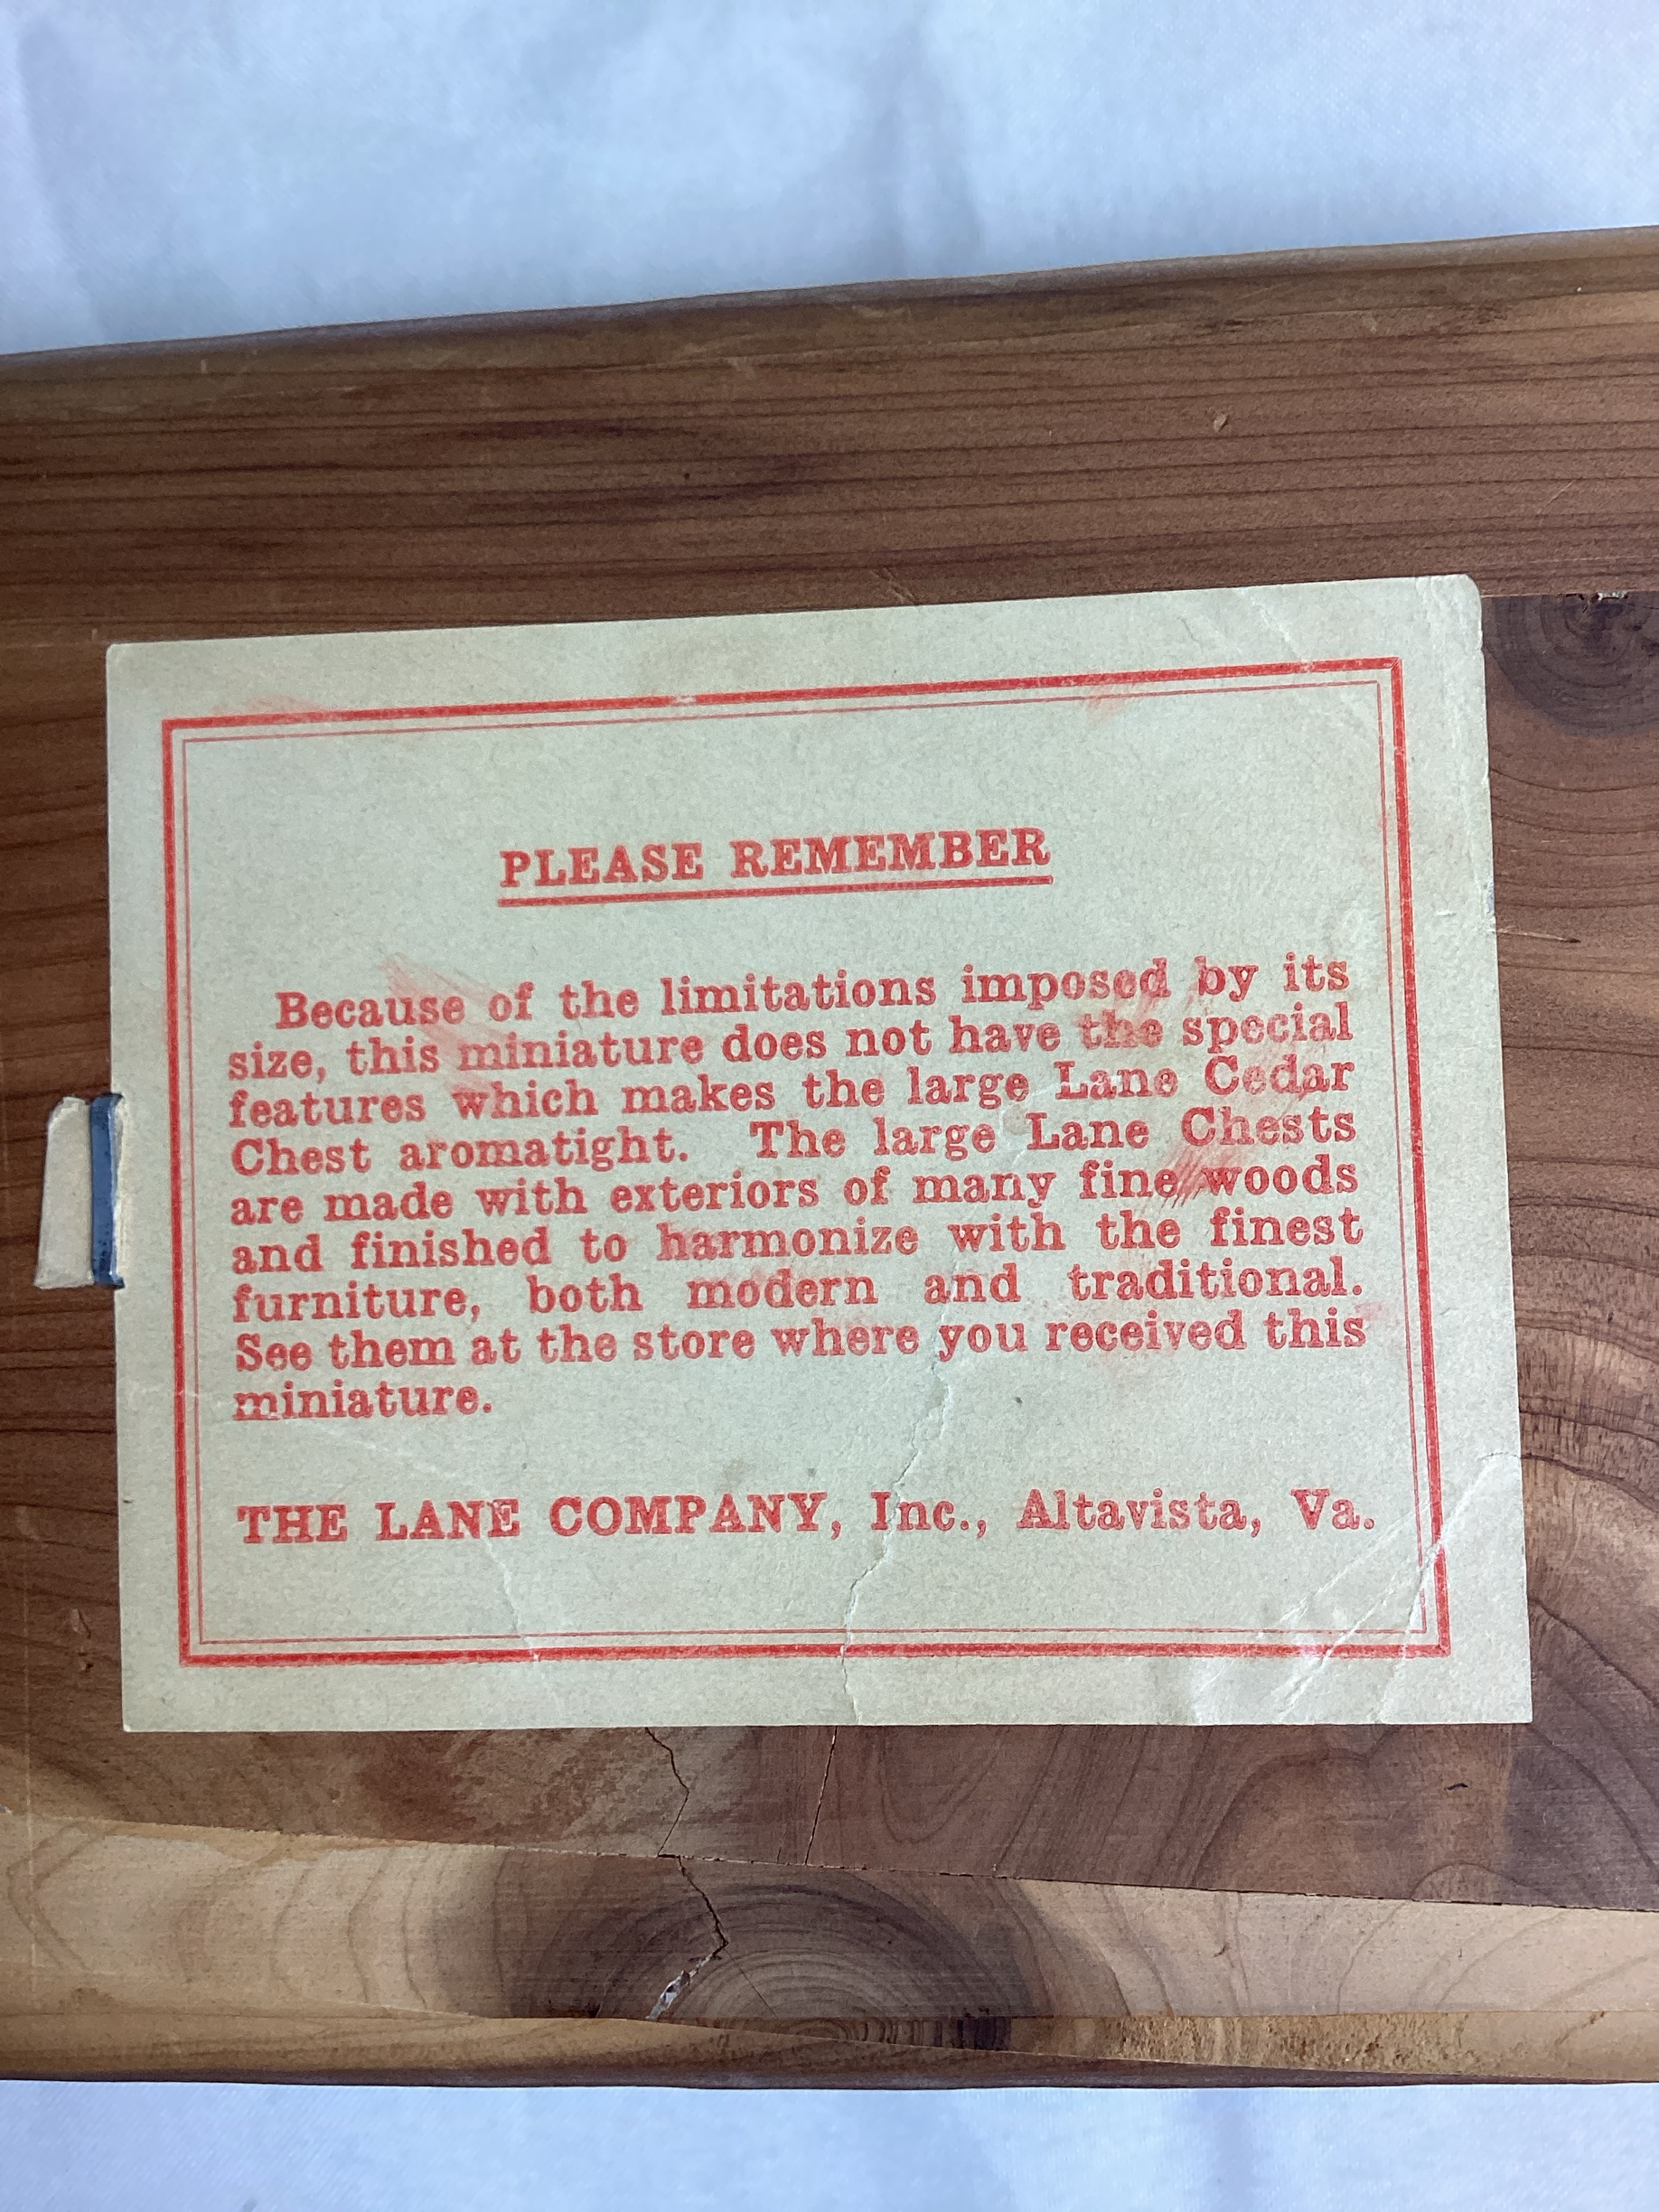 PLEASE REMEMBER
Because of the limitations imposed by its
size, this miniature does not have the special
features which makes the large Lane Cedar
Chest aromatight. The large Lane Chests
are made with exteriors of many fine woods
and finished to harmonize with the finest
furniture, both modern and traditional.
See them at the store where you received this
miniature.
THE LANE COMPANY, Inc., Altavista, Va.